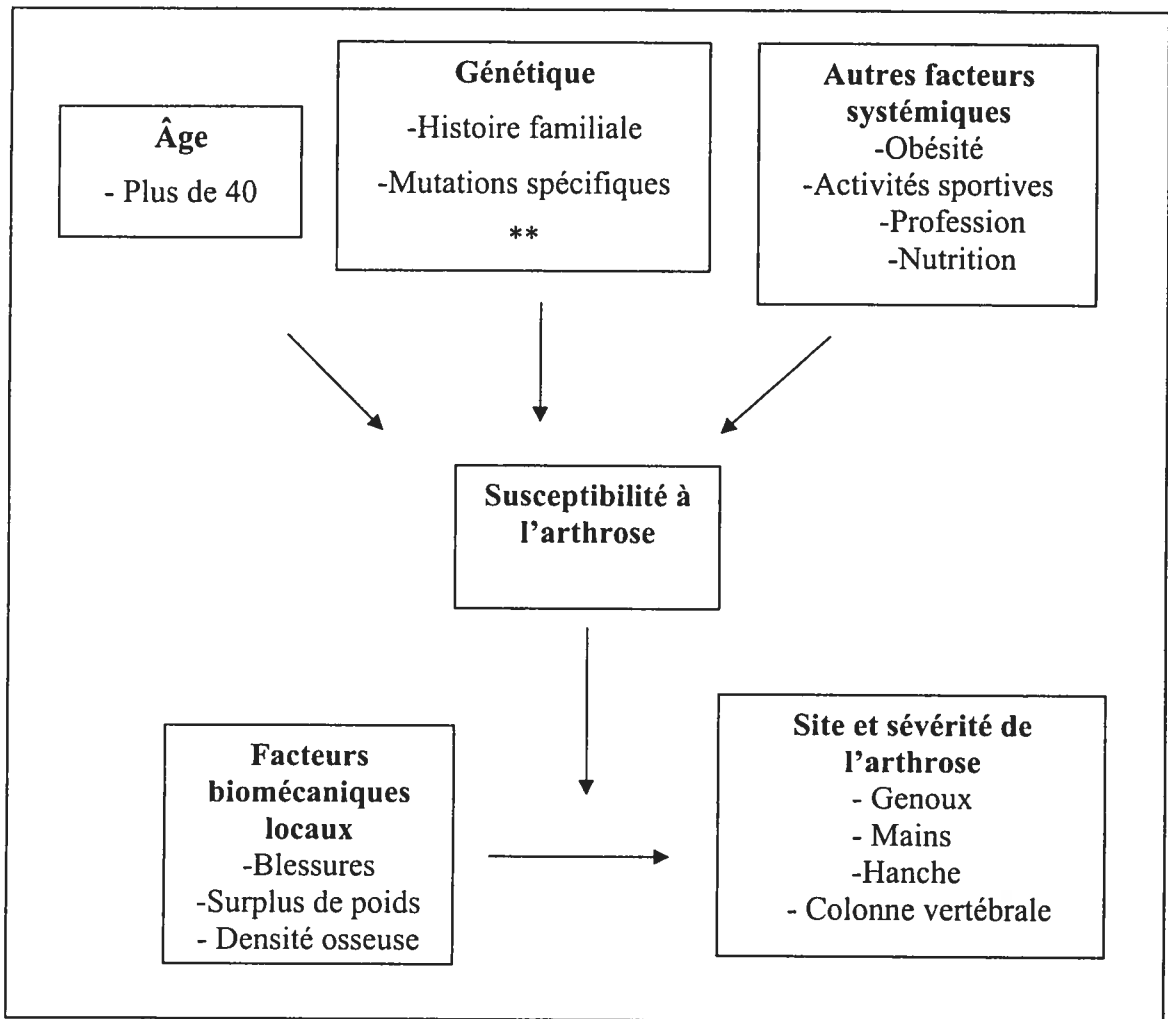 Âge
- Plus de 40
Génétique
-Histoire familiale
-Mutations spécifiques
**
Autres facteurs
systémiques
-Obésité
-Activités sportives
-Profession
-Nutrition
Susceptibilité à
l'arthrose
Facteurs
biomécaniques
locaux
-Blessures
-Surplus de poids
- Densité osseuse
Site et sévérité de
l'arthrose
- Genoux
- Mains
-Hanche
- Colonne vertébrale